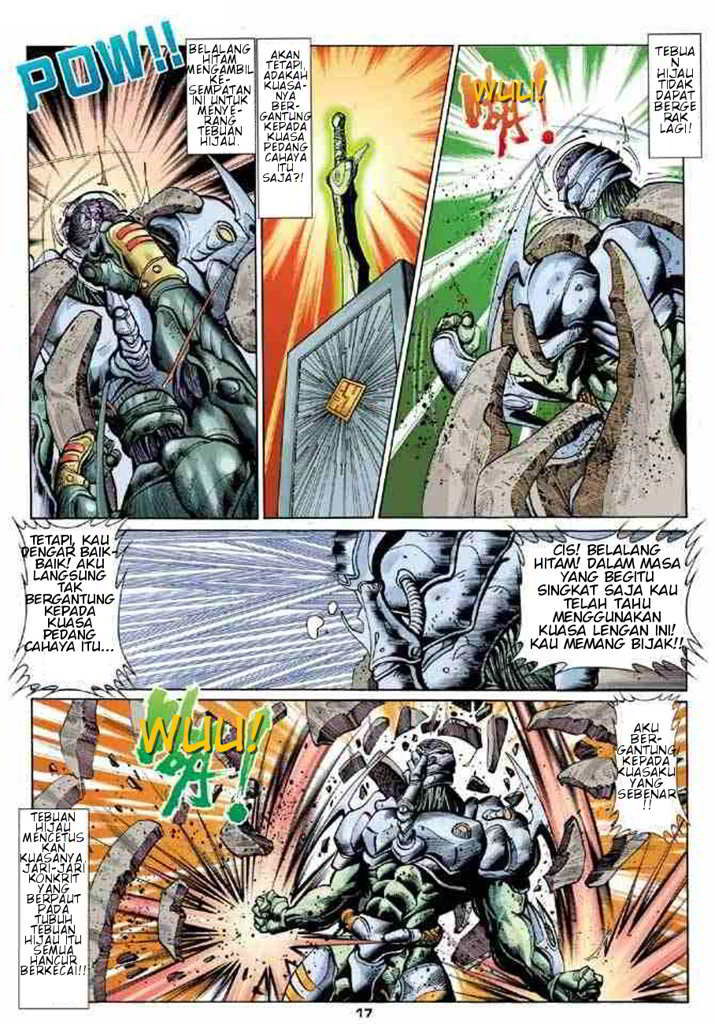 POW!!
BELALANG
HITAM
MENGAMBIL
KE-
SEMPATAN
INI UNTUK
MENYE-
RANG
TEBUAN
HIJAU.
AKAN
TETAPI,
ADAKAH
KUASA-
NYA
BER-
GANTUNG
KEPADA
KUASA
PEDANG
CAHAYA
ITU
SAJA?!
WUU!
TEBUA
N
HIJAU
TIDAK
DAPAT
BERGE
RAK
LAGI!
TETAPI, KAU
DENGAR BAIK-
BAIK! AKU
LANGSUNG
TAK
BERGANTUNG
KEPADA
KUASA
PEDANG
CAHAYA ITU...
CIS! BELALANG
HITAM! DALAM MASA
YANG BEGITU
SINGKAT SAJA KAU
TELAH TAHU
MENGGUNAKAN
KUASA LENGAN INI!
KAU MEMANG BIJAK!!
WUU!
AKU
BER-
GANTUNG
KEPADA
KUASAKU
YANG
SEBENAR
!!
TEBUAN
HIJAU
MENCETUS
KAN
KUASANYA,
JARI-JARI
KONKRIT
YANG
BERPAUT
PADA
TUBUH
TEBUAN
HIJAU ITU
SEMUA
HANCUR
BERKECAI!!
17